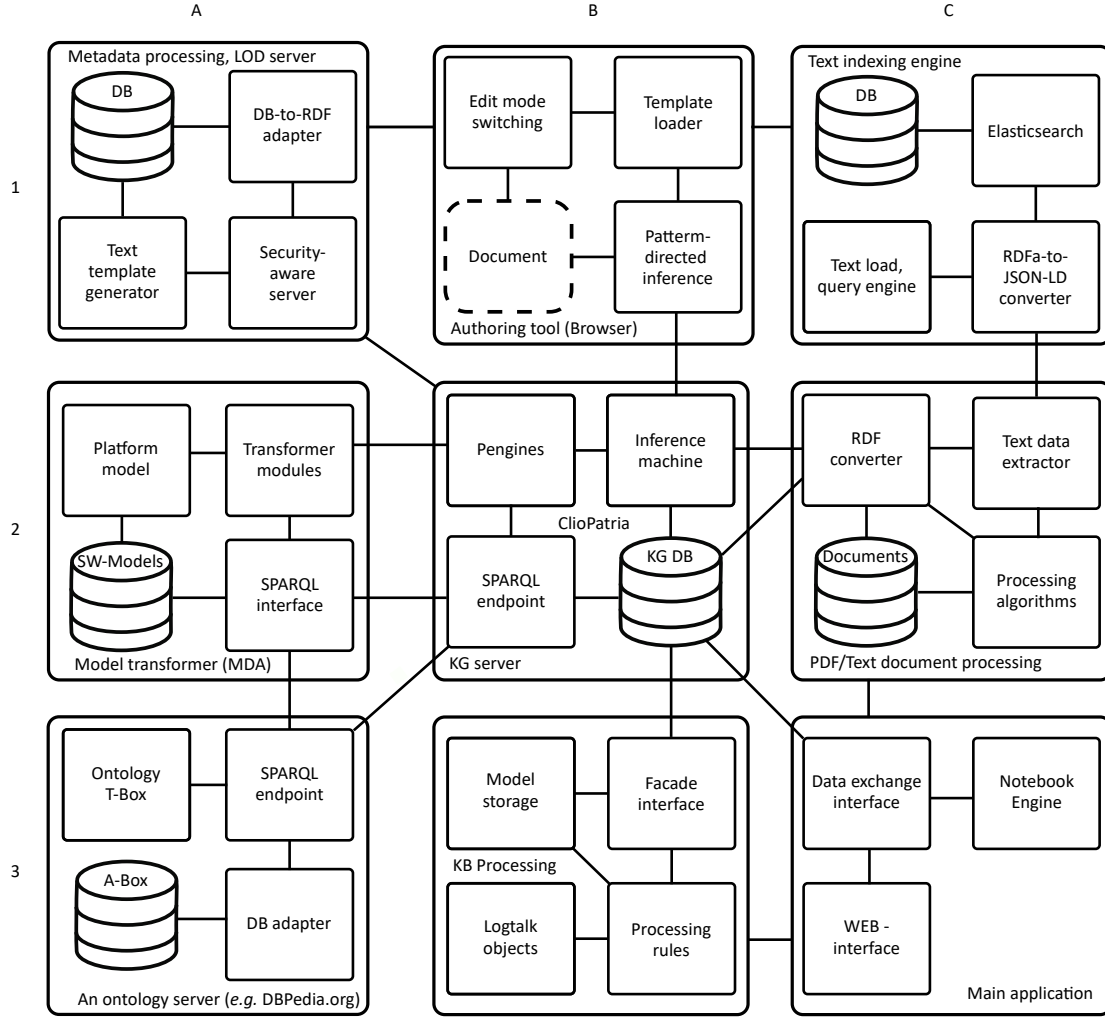 A
B
C
1
Metadata processing, LOD server
DB
DB-to-RDF
adapter
Text
template
generator
Security-
aware
server
Edit mode
switching
Template
loader
Document
Patterm-
directed
inference
Authoring tool (Browser)
Text indexing engine
DB
Elasticsearch
Text load,
query engine
RDFa-to-
JSON-LD
converter
2
Platform
model
Transformer
modules
SW-Models
SPARQL
interface
Model transformer (MDA)
Pengines
Inference
machine
ClioPatria
SPARQL
endpoint
KG DB
KG server
RDF
converter
Text data
extractor
Documents
Processing
algorithms
PDF/Text document processing
3
Ontology
T-Box
SPARQL
endpoint
A-Box
DB adapter
An ontology server (e.g. DBPedia.org)
Model
storage
Facade
interface
KB Processing
Logtalk
objects
Processing
rules
Data exchange
interface
Notebook
Engine
WEB -
interface
Main application